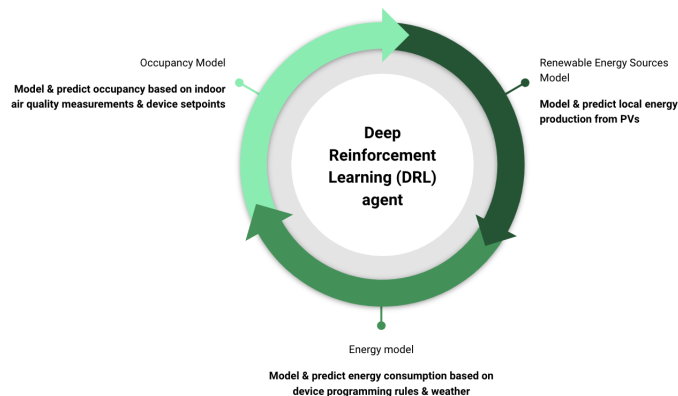 Occupancy Model
Model & predict occupancy based on indoor
air quality measurements & device setpoints
Renewable Energy Sources
Model
Model & predict local energy
production from PVs
Deep
Reinforcement
Learning (DRL)
agent
Energy model
Model & predict energy consumption based on
device programming rules & weather